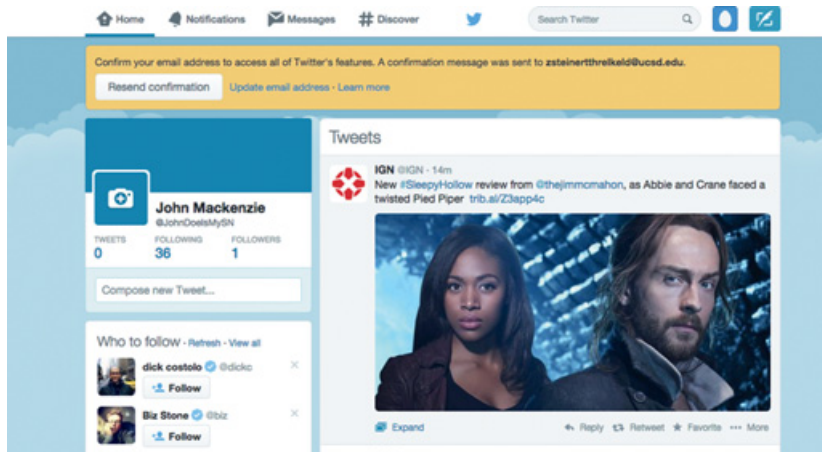 Home Notifications Messages # Discover Search Twitter
Confirm your email address to access all of Twitter's features. A confirmation message was sent to zsteinertthrelkeld@ucsd.edu.
Resend confirmation Update email address · Learn more
Tweets
IGN @IGN · 14m
New #SleepyHollow review from @thejimmcmahon, as Abbie and Crane faced a
twisted Pied Piper trib.al/Z3app4c
John Mackenzie
@JohnDoeIsMySN
TWEETS FOLLOWING FOLLOWERS
0 36 1
Compose new Tweet...
Who to follow · Refresh · View all
dick costolo @dickc
Follow
Biz Stone @biz
Follow
Expand Reply Retweet Favorite More